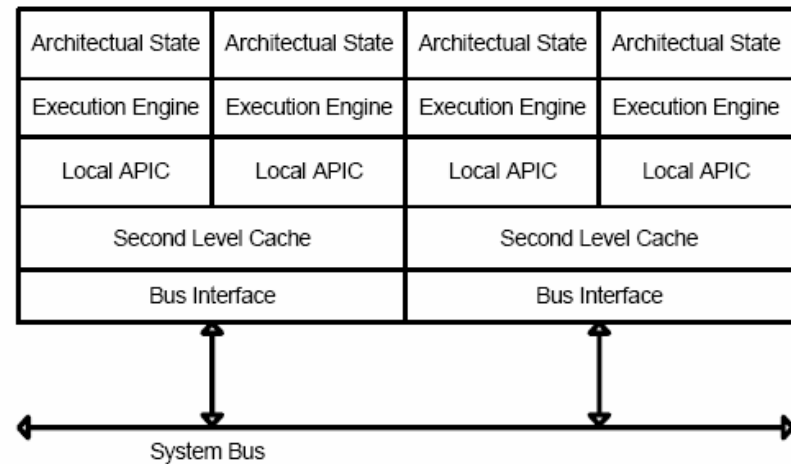 Architectual State Architectual State Architectual State Architectual State
Execution Engine Execution Engine Execution Engine Execution Engine
Local APIC Local APIC Local APIC Local APIC
Second Level Cache Second Level Cache
Bus Interface Bus Interface
System Bus